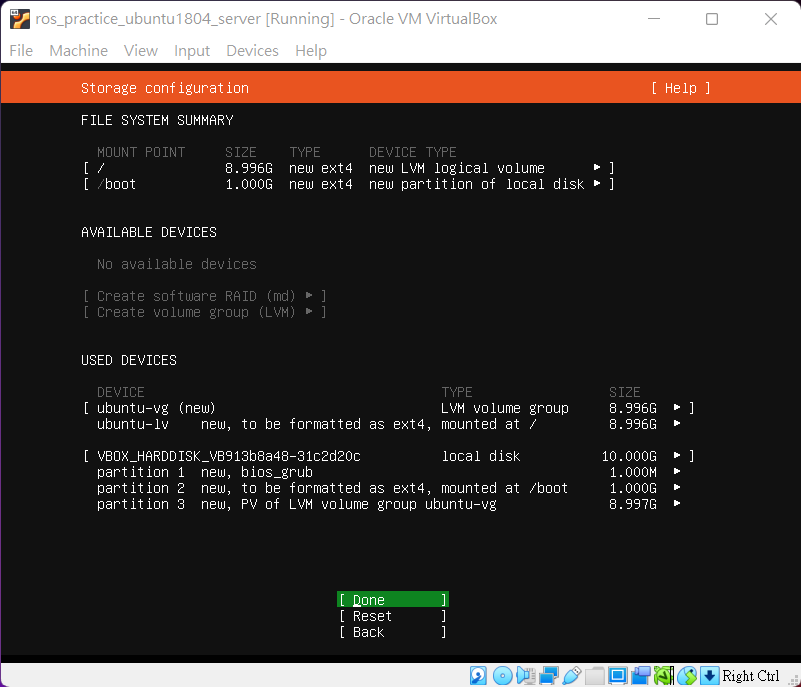 ros_practice_ubuntu1804_server [Running] - Oracle VM VirtualBox
File Machine View Input Devices Help
Storage configuration [ Help ]
FILE SYSTEM SUMMARY
MOUNT POINT SIZE TYPE DEVICE TYPE
[ / 8.996G new ext4 new LVM logical volume ▸ ]
[ /boot 1.000G new ext4 new partition of local disk ▸ ]
AVAILABLE DEVICES
No available devices
[ Create software RAID (md) ▸ ]
[ Create volume group (LVM) ▸ ]
USED DEVICES
DEVICE TYPE SIZE
[ ubuntu-vg (new) LVM volume group 8.996G ▸ ]
ubuntu-lv new, to be formatted as ext4, mounted at / 8.996G ▸
[ VBOX_HARDDISK_VB913b8a48-31c2d20c local disk 10.000G ▸ ]
partition 1 new, bios_grub 1.000M ▸
partition 2 new, to be formatted as ext4, mounted at /boot 1.000G ▸
partition 3 new, PV of LVM volume group ubuntu-vg 8.997G ▸
[ Done ]
[ Reset ]
[ Back ]
Right Ctrl